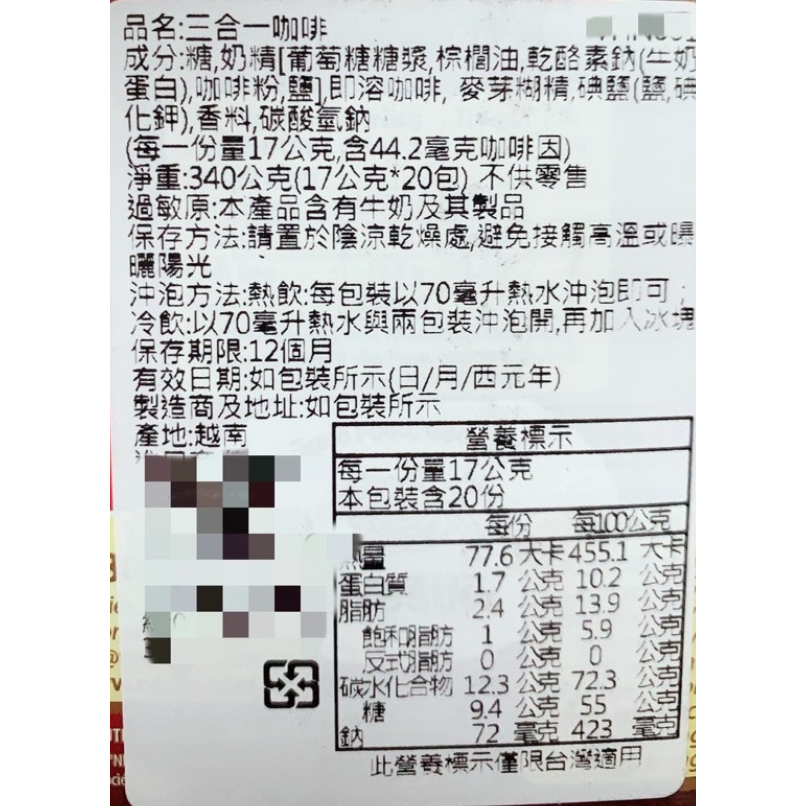 品名:三合一咖啡
成分:糖,奶精[葡萄糖糖漿,棕櫚油,乾酪素鈉(牛奶
蛋白),咖啡粉,鹽],即溶咖啡, 麥芽糊精,碘鹽(鹽,碘
化鉀),香料,碳酸氫鈉
(每一份量17公克,含44.2毫克咖啡因)
淨重:340公克(17公克*20包) 不供零售
過敏原:本產品含有牛奶及其製品
保存方法:請置於陰涼乾燥處,避免接觸高溫或曝
曬陽光
沖泡方法:熱飲:每包裝以70毫升熱水沖泡即可;
冷飲:以70毫升熱水與兩包裝沖泡開,再加入冰塊
保存期限:12個月
有效日期:如包裝所示(日/月/西元年)
製造商及地址:如包裝所示
產地:越南
營養標示
每一份量17公克
本包裝含20份
每份 每100公克
熱量 77.6 大卡 455.1 大卡
蛋白質 1.7 公克 10.2 公克
脂肪 2.4 公克 13.9 公克
飽和脂肪 1 公克 5.9 公克
反式脂肪 0 公克 0 公克
碳水化合物 12.3 公克 72.3 公克
糖 9.4 公克 55 公克
鈉 72 毫克 423 毫克
此營養標示僅限台灣適用